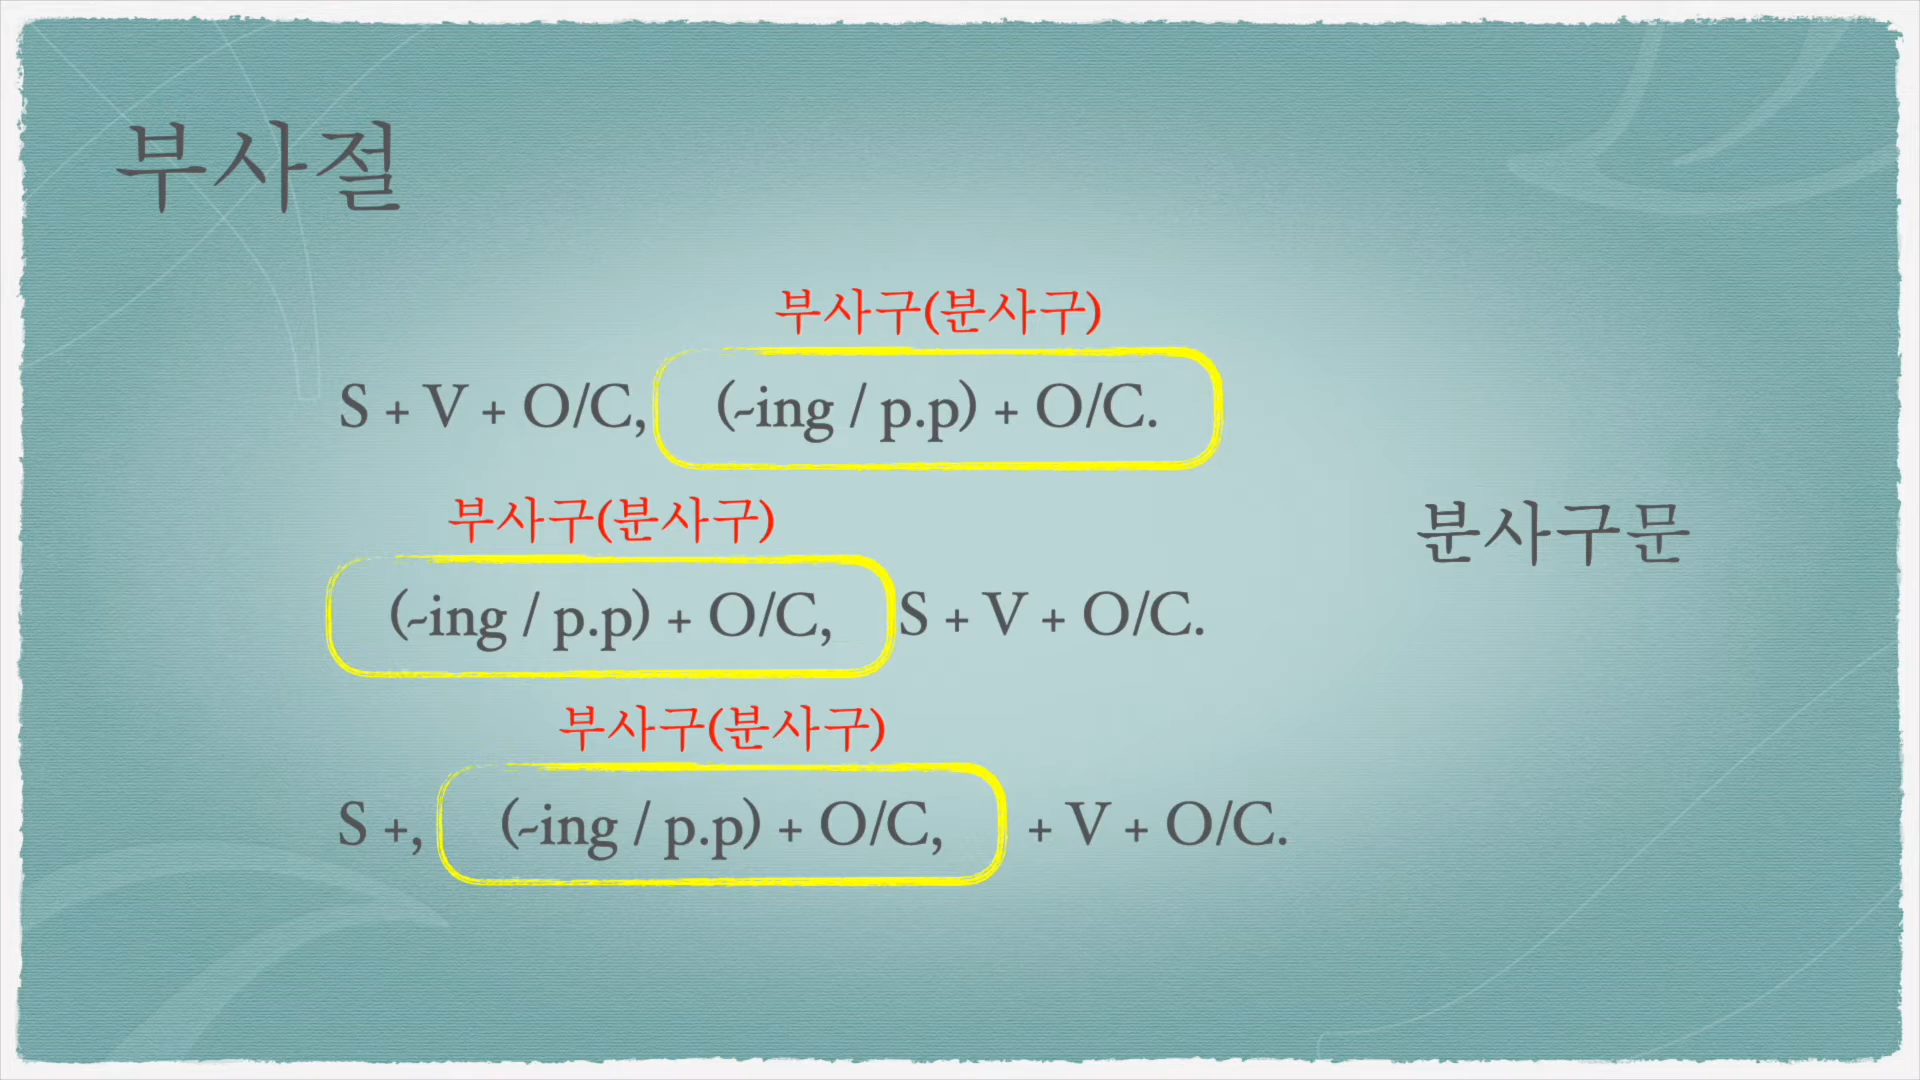 부사절
부사구(분사구)
S + V + O/C, (~ing / p.p) + O/C.
부사구(분사구)
분사구문
(~ing / p.p) + O/C, S + V + O/C.
부사구(분사구)
S +, (~ing / p.p) + O/C, + V + O/C.